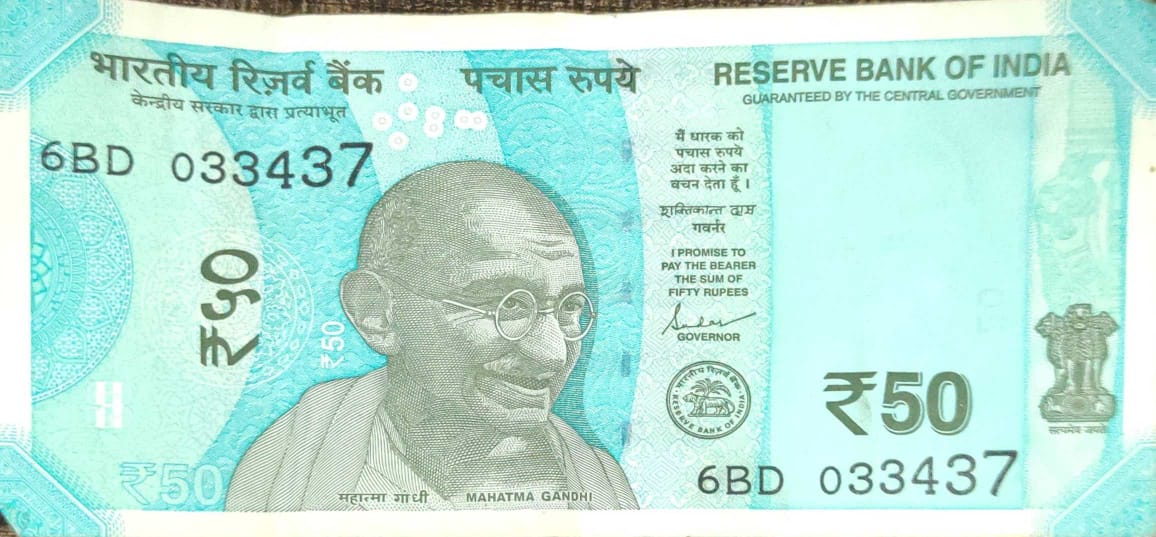 भारतीय रिज़र्व बैंक
केन्द्रीय सरकार द्वारा प्रत्याभूत
6BD 033437
पचास रुपये
RESERVE BANK OF INDIA
GUARANTEED BY THE CENTRAL GOVERNMENT
मैं धारक को
पचास रुपये
अदा करने का
वचन देता हूँ ।
शक्तिकान्त दास
गवर्नर
I PROMISE TO
PAY THE BEARER
THE SUM OF
FIFTY RUPEES
GOVERNOR
भारतीय रिज़र्व बैंक
RESERVE BANK OF INDIA
₹५०
₹50
₹50
₹50
सत्यमेव जयते
6BD 033437
महात्मा गांधी
MAHATMA GANDHI